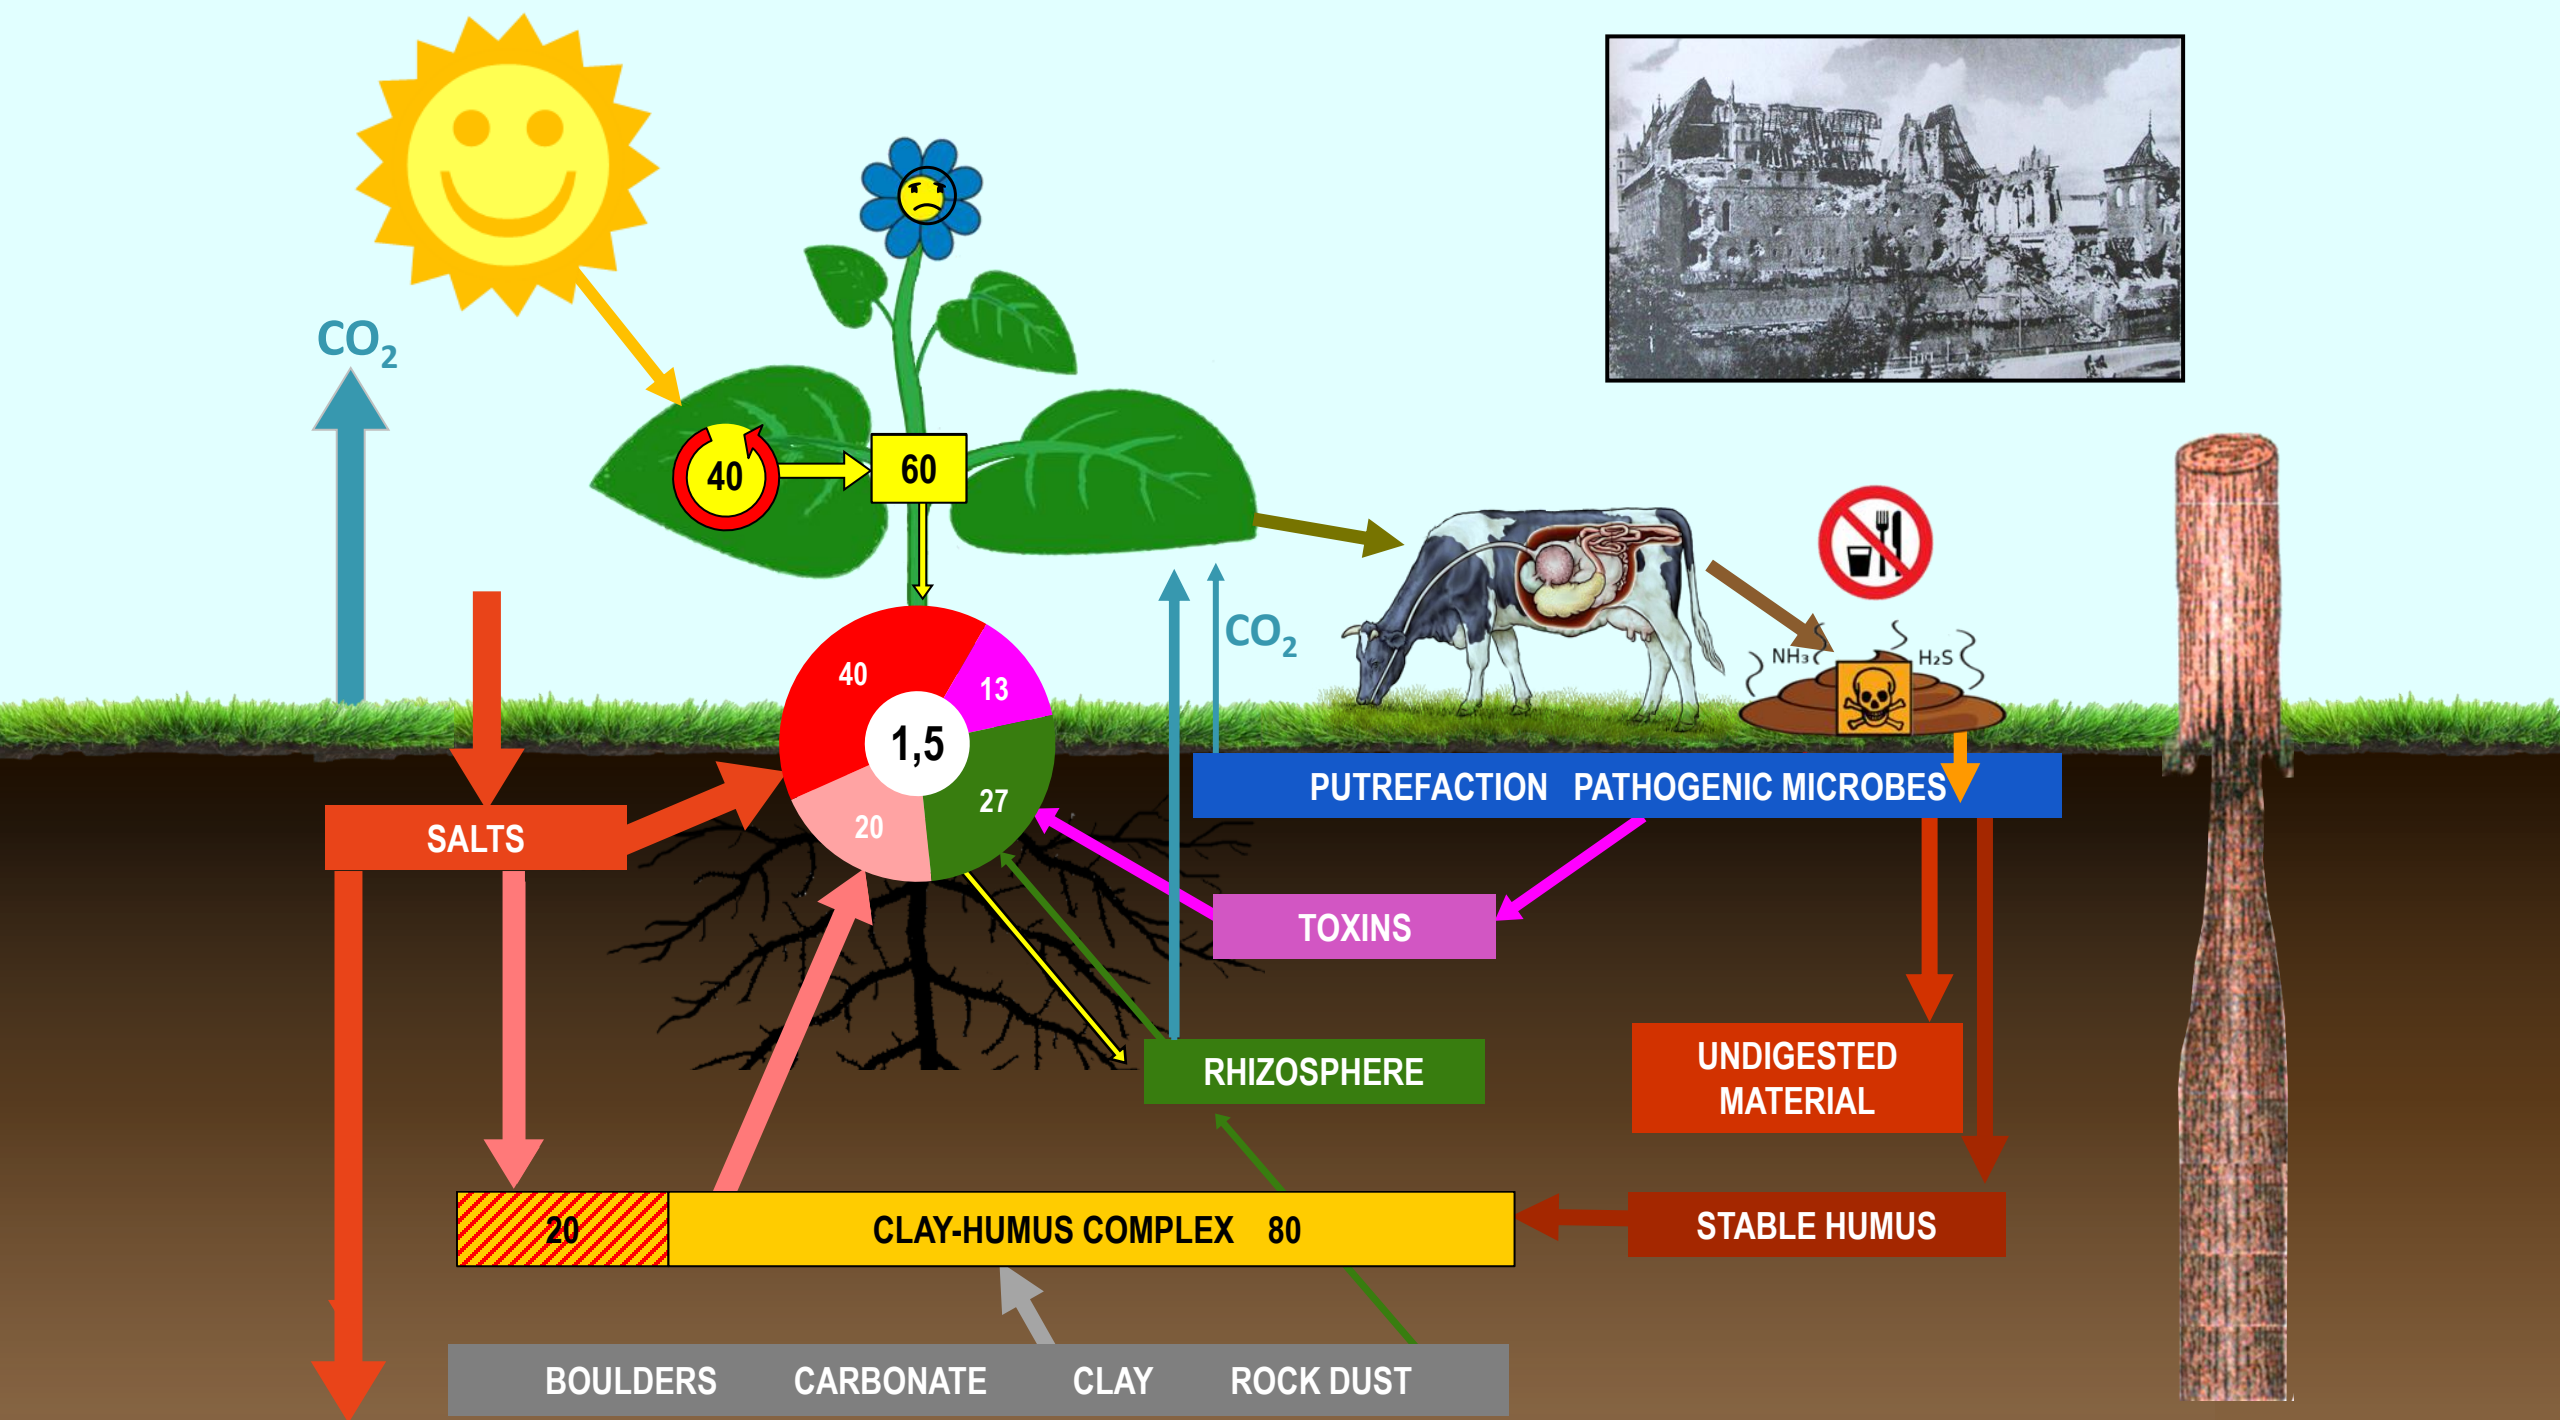 CO₂
40
60
CO₂
NH₃
H₂S
40
13
1,5
27
20
PUTREFACTION PATHOGENIC MICROBES
SALTS
TOXINS
RHIZOSPHERE
UNDIGESTED
MATERIAL
20
CLAY-HUMUS COMPLEX 80
STABLE HUMUS
BOULDERS CARBONATE CLAY ROCK DUST